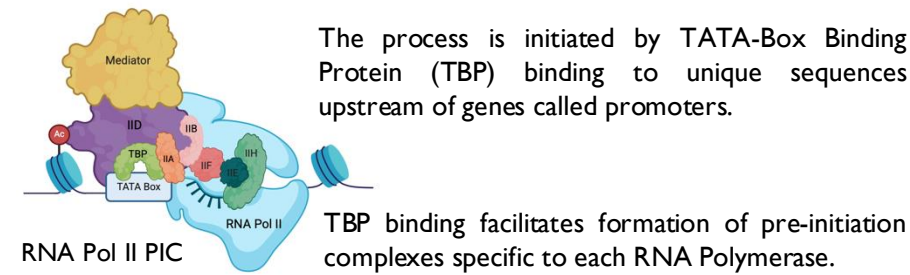 The process is initiated by TATA-Box Binding
Protein (TBP) binding to unique sequences
upstream of genes called promoters.
Mediator
IID
IIB
Ac
TBP
IIA
IIF
IIH
IIE
TATA Box
RNA Pol II
RNA Pol II PIC
TBP binding facilitates formation of pre-initiation
complexes specific to each RNA Polymerase.